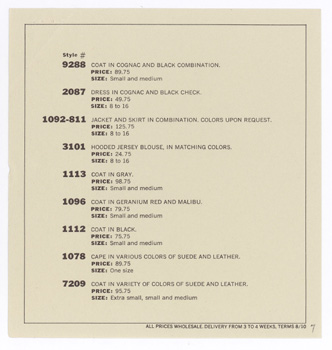 Style #
9288 COAT IN COGNAC AND BLACK COMBINATION.
PRICE: 89.75
SIZE: Small and medium
2087 DRESS IN COGNAC AND BLACK CHECK.
PRICE: 49.75
SIZE: 8 to 16
1092-811 JACKET AND SKIRT IN COMBINATION. COLORS UPON REQUEST.
PRICE: 125.75
SIZE: 8 to 16
3101 HOODED JERSEY BLOUSE, IN MATCHING COLORS.
PRICE: 24.75
SIZE: 8 to 16
1113 COAT IN GRAY.
PRICE: 98.75
SIZE: Small and medium
1096 COAT IN GERANIUM RED AND MALIBU.
PRICE: 79.75
SIZE: Small and medium
1112 COAT IN BLACK.
PRICE: 75.75
SIZE: Small and medium
1078 CAPE IN VARIOUS COLORS OF SUEDE AND LEATHER.
PRICE: 89.75
SIZE: One size
7209 COAT IN VARIETY OF COLORS OF SUEDE AND LEATHER.
PRICE: 95.75
SIZE: Extra small, small and medium
ALL PRICES WHOLESALE. DELIVERY FROM 3 TO 4 WEEKS, TERMS 8/10 7